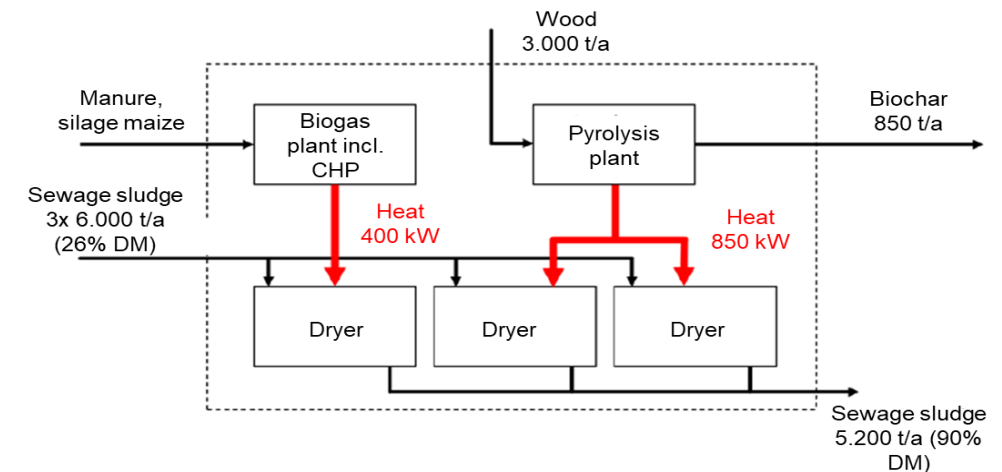 Wood
3.000 t/a
Manure,
silage maize
Biogas
plant incl.
CHP
Pyrolysis
plant
Biochar
850 t/a
Sewage sludge
3x 6.000 t/a
(26% DM)
Heat
400 kW
Heat
850 kW
Dryer
Dryer
Dryer
Sewage sludge
5.200 t/a (90%
DM)